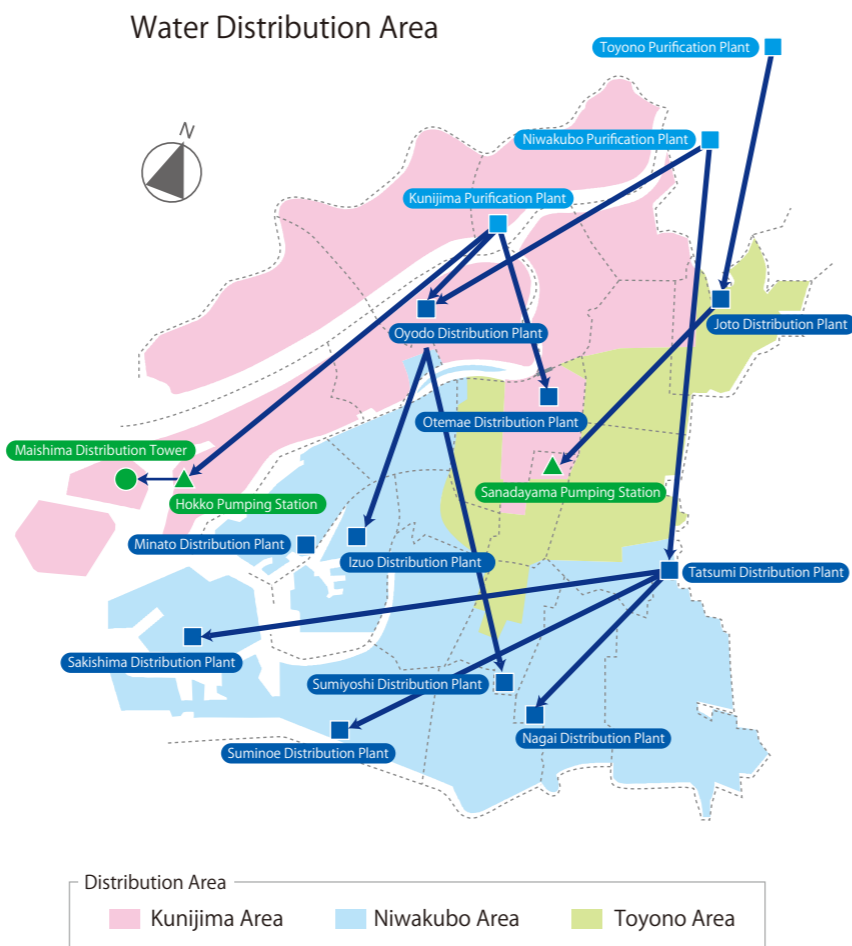 Water Distribution Area
Toyono Purification Plant
N
Niwakubo Purification Plant
Kunijima Purification Plant
Oyodo Distribution Plant
Joto Distribution Plant
Otemae Distribution Plant
Maishima Distribution Tower
Hokko Pumping Station
Sanadayama Pumping Station
Minato Distribution Plant
Izuo Distribution Plant
Tatsumi Distribution Plant
Sakishima Distribution Plant
Sumiyoshi Distribution Plant
Nagai Distribution Plant
Suminoe Distribution Plant
Distribution Area
Kunijima Area
Niwakubo Area
Toyono Area